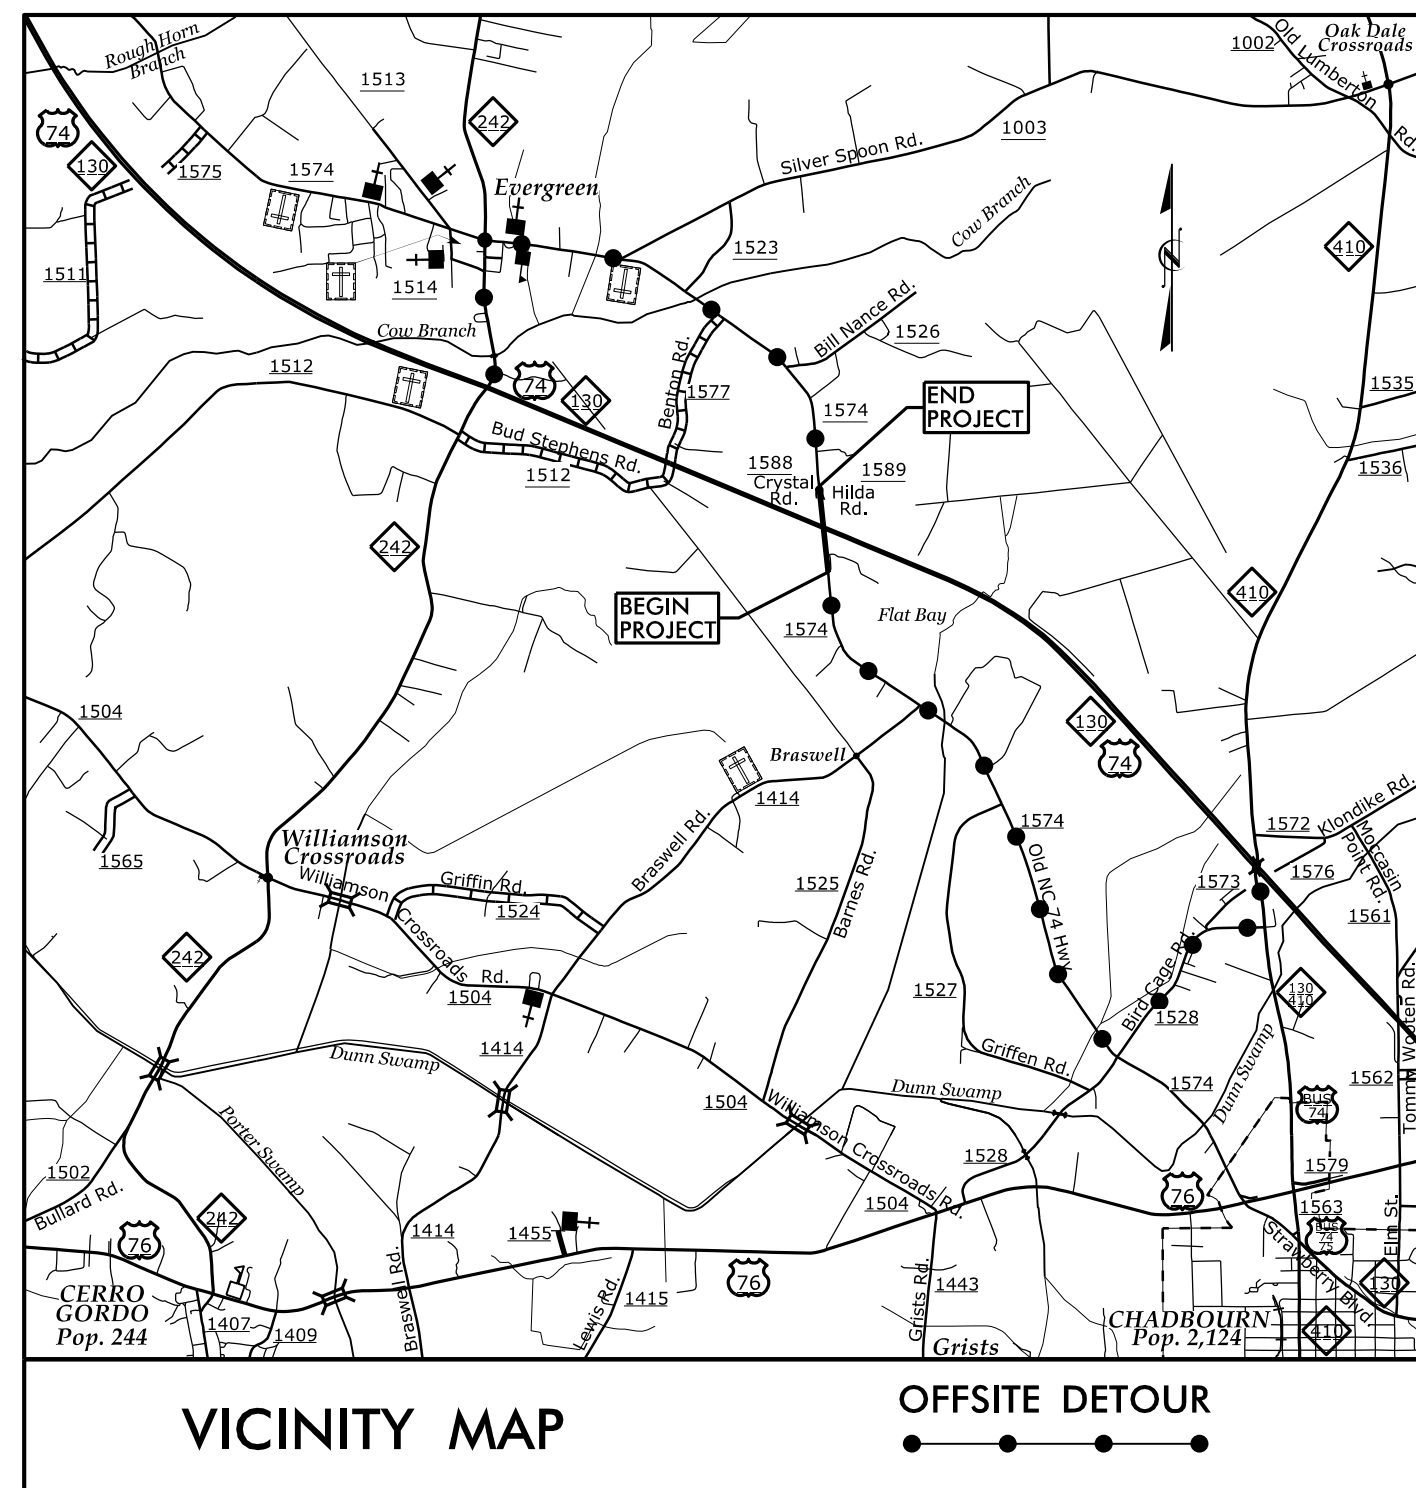 Rough Horn
Branch
1513
1002
Old Lumberton
Rd.
Oak Dale
Crossroads
74
130
242
1003
Silver Spoon Rd.
1575
1574
Evergreen
Cow Branch
410
1511
1514
1523
Cow Branch
Bill Nance Rd.
1526
1512
74
130
Benton Rd.
1577
END
PROJECT
1535
1574
Bud Stephens Rd.
1512
1588
Crystal
Rd.
1589
Hilda
Rd.
1536
242
410
BEGIN
PROJECT
1574
Flat Bay
1504
130
74
Braswell
1414
1565
Williamson
Crossroads
Williamson
Crossroads
Rd.
Griffin Rd.
1524
Braswell Rd.
1525
Barnes Rd.
1574
Old NC 74 Hwy
1572
Klondike Rd.
Moccasin
Point Rd.
1576
1573
1561
242
1504
1527
Bird Cage Rd.
1528
130
410
Tommy Wooten Rd.
Dunn Swamp
1414
Griffen Rd.
Dunn Swamp
1574
Dunn Swamp
1562
1504
Williamson Crossroads Rd.
BUS
74
Porter Swamp
1502
Bullard Rd.
1528
76
1579
242
76
1414
1455
1504
1563
BUS
74
75
Elm St.
Strawberry Blvd.
130
410
CERRO
GORDO
Pop. 244
1407
1409
Braswell Rd.
Lewis Rd.
1415
76
Grists Rd.
1443
Grists
CHADBOURN
Pop. 2,124
VICINITY MAP
OFFSITE DETOUR